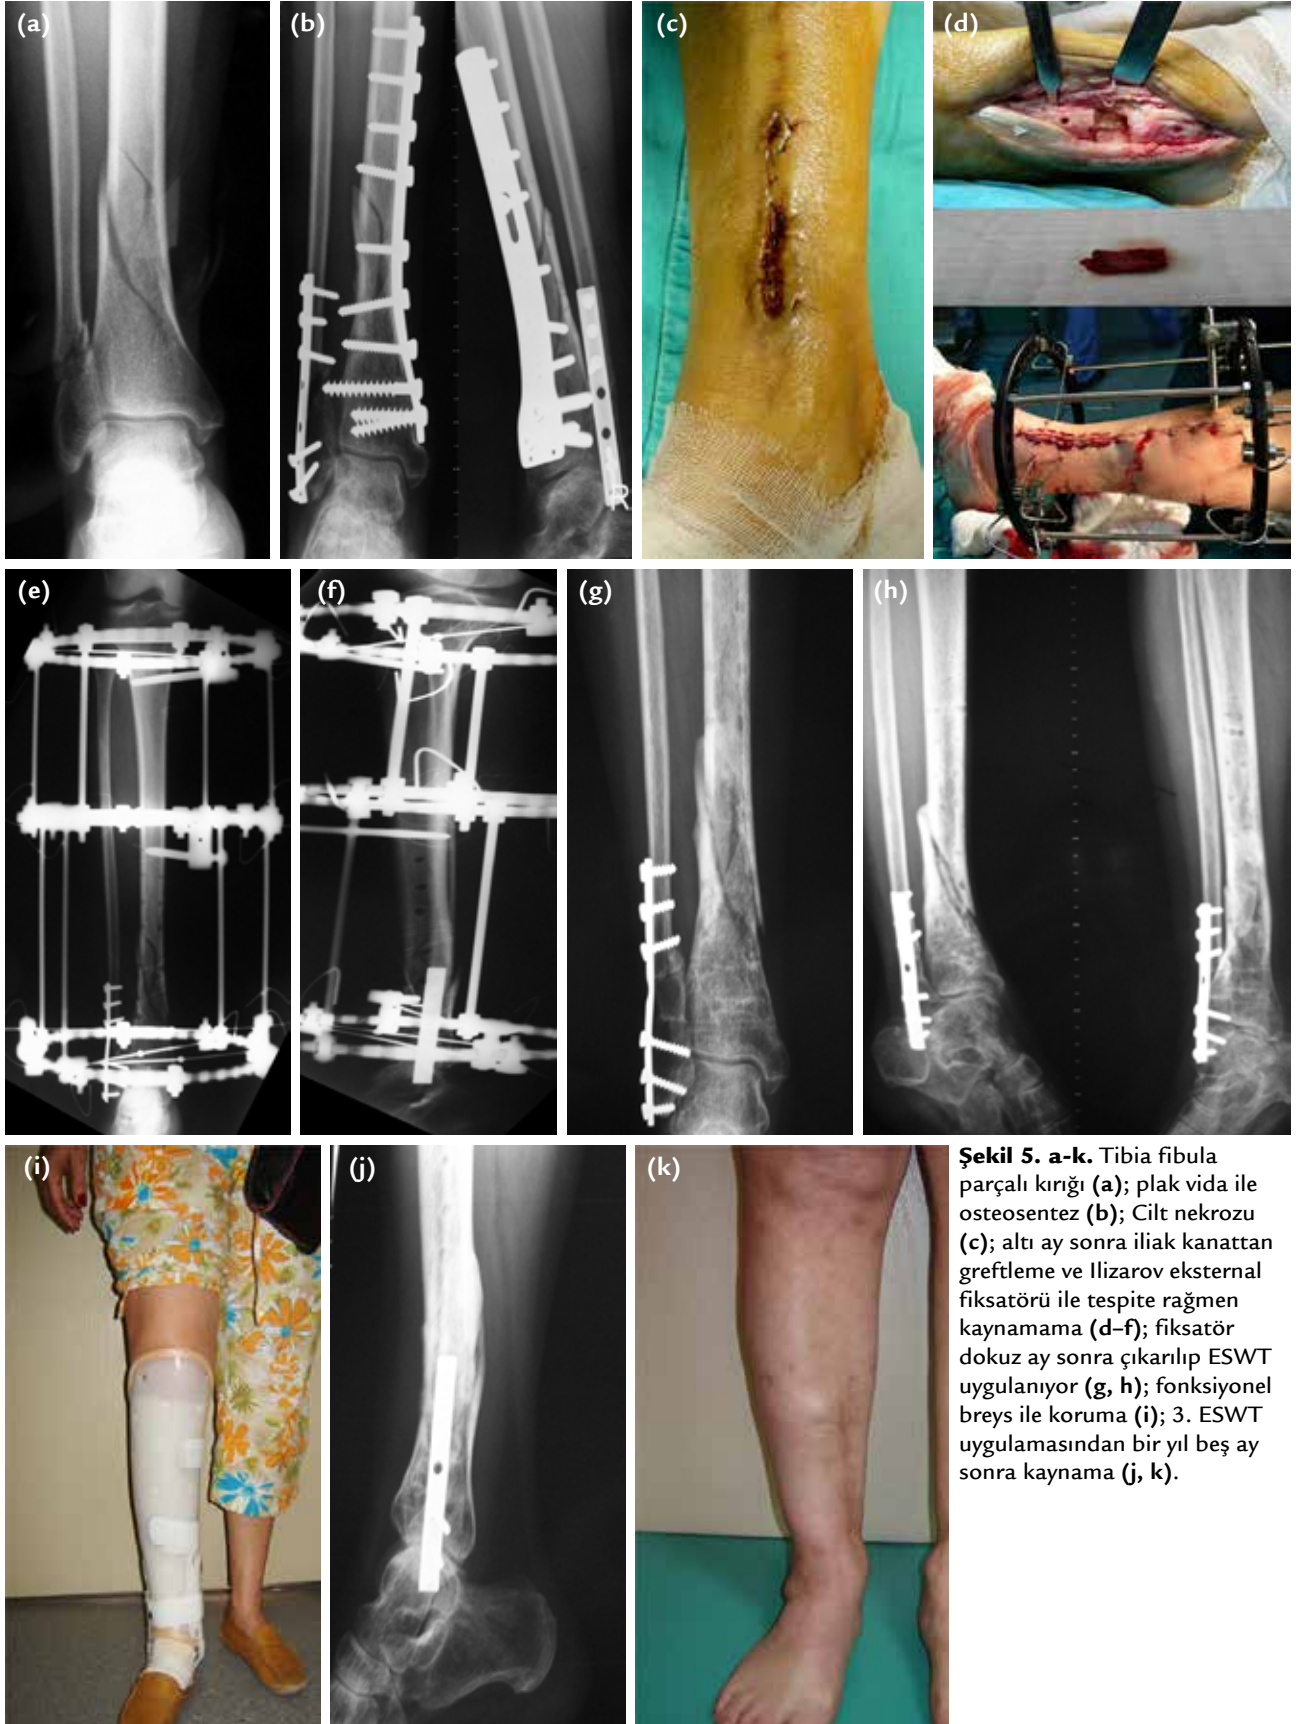 (a)
(b)
(c)
(d)
R
(e)
(f)
(g)
(h)
(i)
(j)
(k)
Şekil 5. a-k. Tibia fibula
parçalı kırığı (a); plak vida ile
osteosentez (b); Cilt nekrozu
(c); altı ay sonra iliak kanattan
greftleme ve Ilizarov eksternal
fiksatörü ile tespite rağmen
kaynamama (d–f); fiksatör
dokuz ay sonra çıkarılıp ESWT
uygulanıyor (g, h); fonksiyonel
breys ile koruma (i); 3. ESWT
uygulamasından bir yıl beş ay
sonra kaynama (j, k).